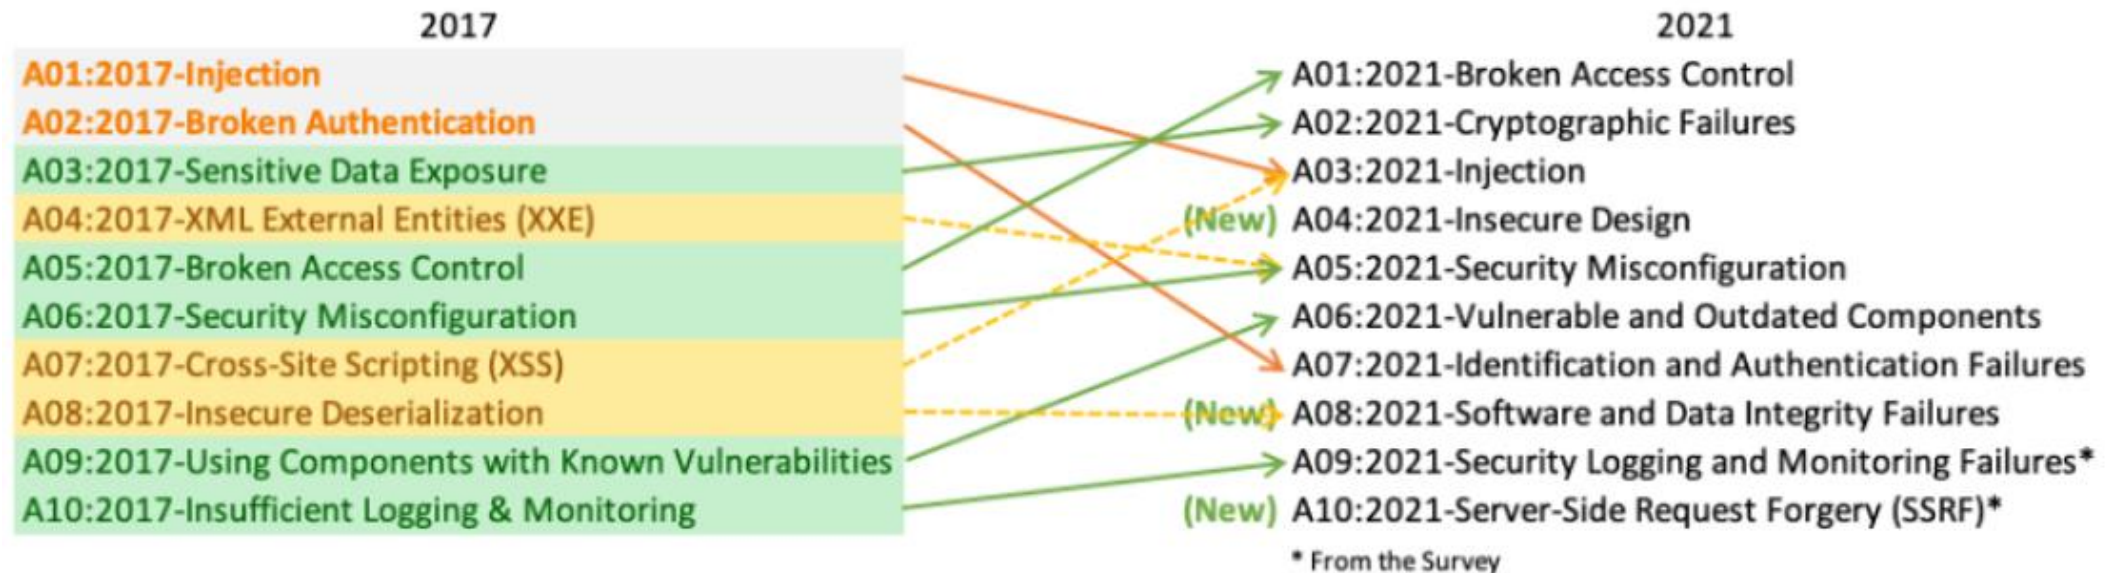 2017
A01:2017-Injection
A02:2017-Broken Authentication
A03:2017-Sensitive Data Exposure
A04:2017-XML External Entities (XXE)
A05:2017-Broken Access Control
A06:2017-Security Misconfiguration
A07:2017-Cross-Site Scripting (XSS)
A08:2017-Insecure Deserialization
A09:2017-Using Components with Known Vulnerabilities
A10:2017-Insufficient Logging & Monitoring
2021
A01:2021-Broken Access Control
A02:2021-Cryptographic Failures
A03:2021-Injection
(New) A04:2021-Insecure Design
A05:2021-Security Misconfiguration
A06:2021-Vulnerable and Outdated Components
A07:2021-Identification and Authentication Failures
(New) A08:2021-Software and Data Integrity Failures
A09:2021-Security Logging and Monitoring Failures*
(New) A10:2021-Server-Side Request Forgery (SSRF)*
* From the Survey